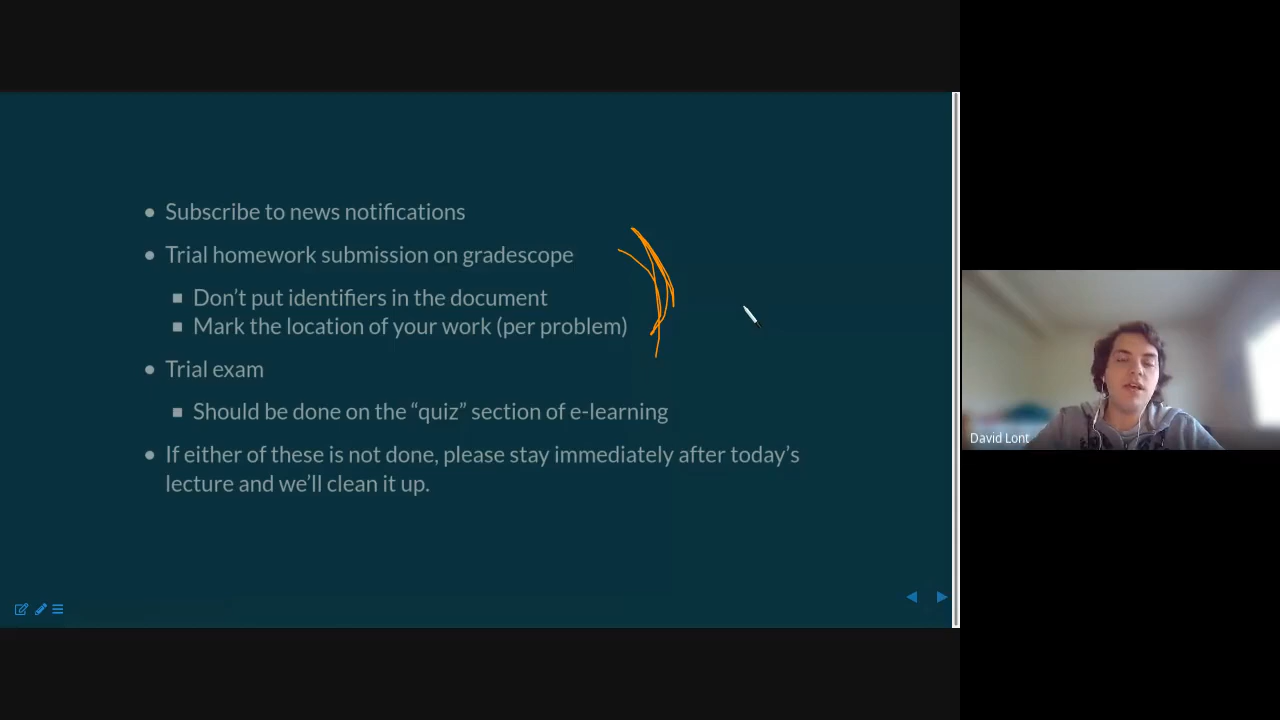 Subscribe to news notifications
Trial homework submission on gradescope
Don't put identifiers in the document
Mark the location of your work (per problem)
Trial exam
Should be done on the “quiz” section of e-learning
If either of these is not done, please stay immediately after today's
lecture and we'll clean it up.
David Lont